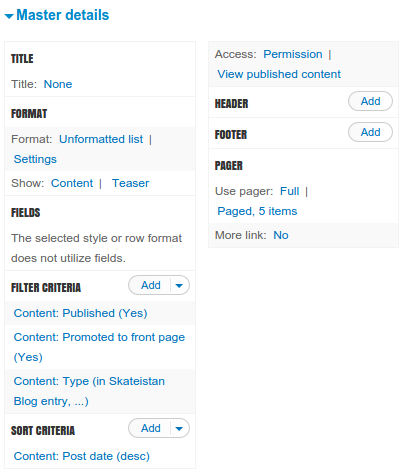 Master details
TITLE
Title: None
FORMAT
Format: Unformatted list |
Settings
Show: Content | Teaser
FIELDS
The selected style or row format
does not utilize fields.
FILTER CRITERIA Add
Content: Published (Yes)
Content: Promoted to front page
(Yes)
Content: Type (in Skateistan
Blog entry, ...)
SORT CRITERIA Add
Content: Post date (desc)
Access: Permission |
View published content
HEADER Add
FOOTER Add
PAGER
Use pager: Full |
Paged, 5 items
More link: No